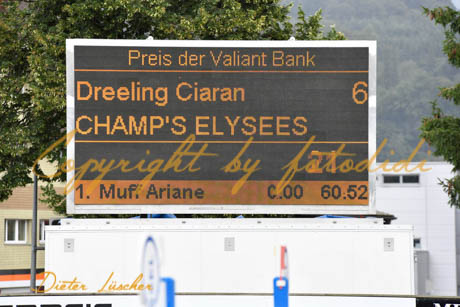 Preis der Valiant Bank
Dreeling Ciaran 6
CHAMP'S ELYSEES
Copyright by fotodidi
1. Muf. Ariane 0.00 60.52
Dieter Lüscher